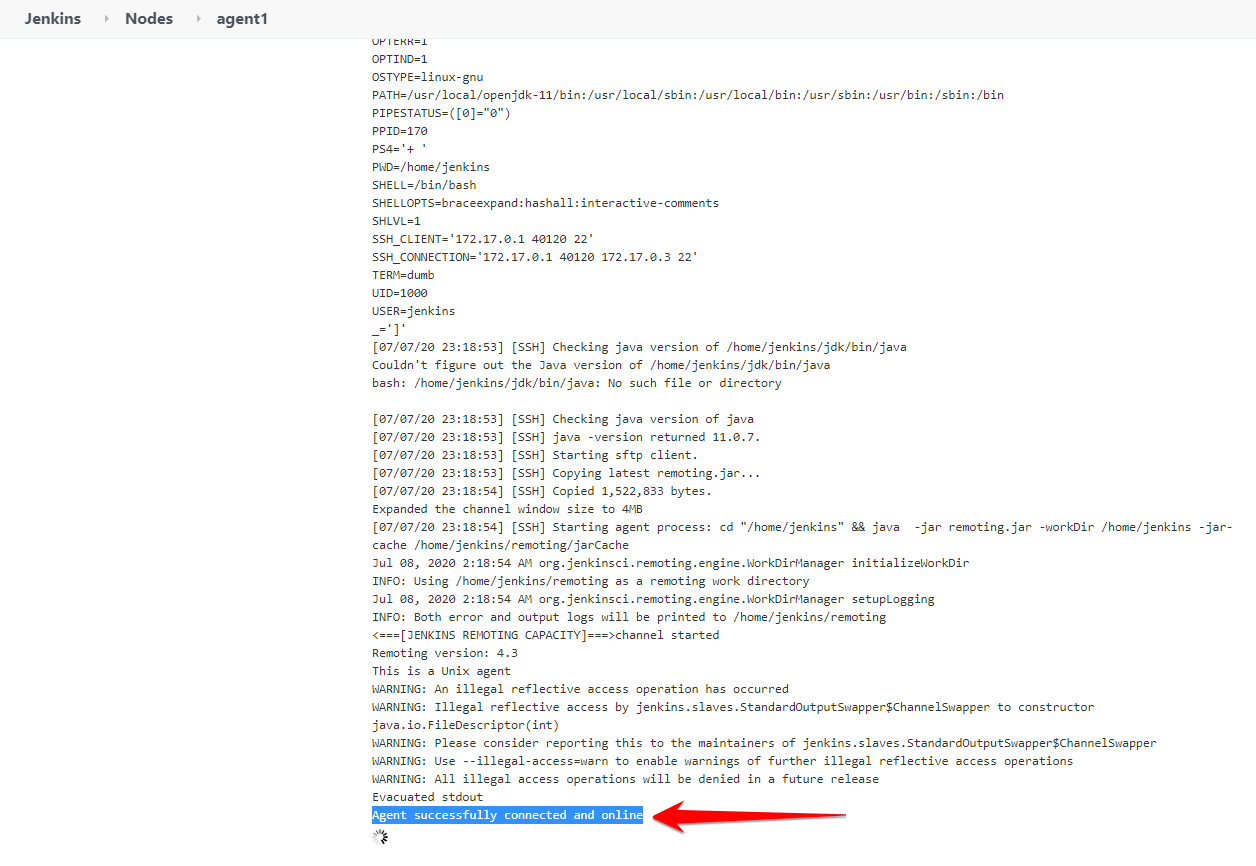 Jenkins Nodes agent1
OPTERR=1
OPTIND=1
OSTYPE=linux-gnu
PATH=/usr/local/openjdk-11/bin:/usr/local/sbin:/usr/local/bin:/usr/sbin:/usr/bin:/sbin:/bin
PIPESTATUS=([0]="0")
PPID=170
PS4='+ '
PWD=/home/jenkins
SHELL=/bin/bash
SHELLOPTS=braceexpand:hashall:interactive-comments
SHLVL=1
SSH_CLIENT='172.17.0.1 40120 22'
SSH_CONNECTION='172.17.0.1 40120 172.17.0.3 22'
TERM=dumb
UID=1000
USER=jenkins
_=']'
[07/07/20 23:18:53] [SSH] Checking java version of /home/jenkins/jdk/bin/java
Couldn't figure out the Java version of /home/jenkins/jdk/bin/java
bash: /home/jenkins/jdk/bin/java: No such file or directory
[07/07/20 23:18:53] [SSH] Checking java version of java
[07/07/20 23:18:53] [SSH] java -version returned 11.0.7.
[07/07/20 23:18:53] [SSH] Starting sftp client.
[07/07/20 23:18:53] [SSH] Copying latest remoting.jar...
[07/07/20 23:18:54] [SSH] Copied 1,522,833 bytes.
Expanded the channel window size to 4MB
[07/07/20 23:18:54] [SSH] Starting agent process: cd "/home/jenkins" && java  -jar remoting.jar -workDir /home/jenkins -jar-
cache /home/jenkins/remoting/jarCache
Jul 08, 2020 2:18:54 AM org.jenkinsci.remoting.engine.WorkDirManager initializeWorkDir
INFO: Using /home/jenkins/remoting as a remoting work directory
Jul 08, 2020 2:18:54 AM org.jenkinsci.remoting.engine.WorkDirManager setupLogging
INFO: Both error and output logs will be printed to /home/jenkins/remoting
<===[JENKINS REMOTING CAPACITY]===>channel started
Remoting version: 4.3
This is a Unix agent
WARNING: An illegal reflective access operation has occurred
WARNING: Illegal reflective access by jenkins.slaves.StandardOutputSwapper$ChannelSwapper to constructor
java.io.FileDescriptor(int)
WARNING: Please consider reporting this to the maintainers of jenkins.slaves.StandardOutputSwapper$ChannelSwapper
WARNING: Use --illegal-access=warn to enable warnings of further illegal reflective access operations
WARNING: All illegal access operations will be denied in a future release
Evacuated stdout
Agent successfully connected and online